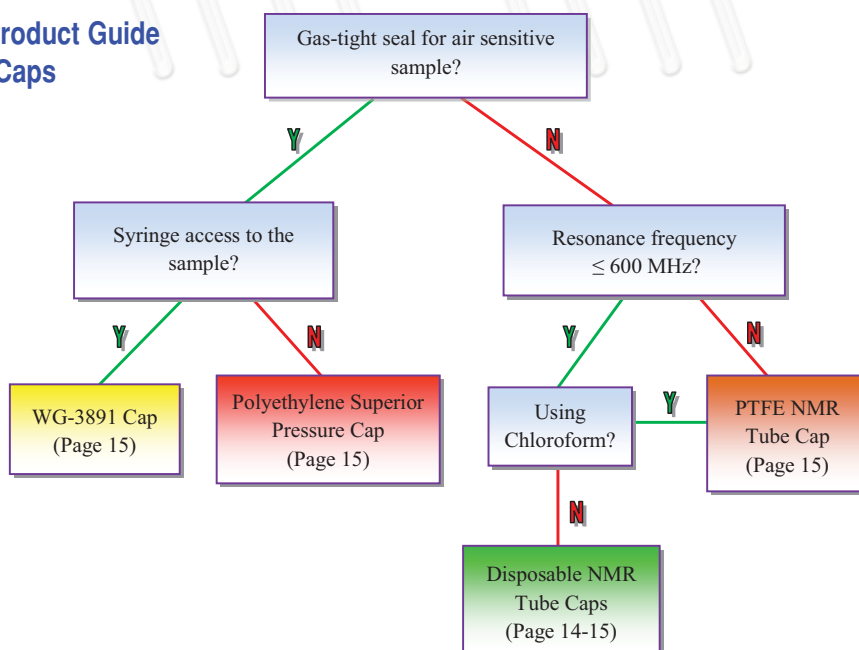 roduct Guide
Caps
Gas-tight seal for air sensitive
sample?
Y
N
Syringe access to the
sample?
Resonance frequency
≤ 600 MHz?
Y
N
Y
N
WG-3891 Cap
(Page 15)
Polyethylene Superior
Pressure Cap
(Page 15)
Using
Chloroform?
Y
PTFE NMR
Tube Cap
(Page 15)
N
Disposable NMR
Tube Caps
(Page 14-15)